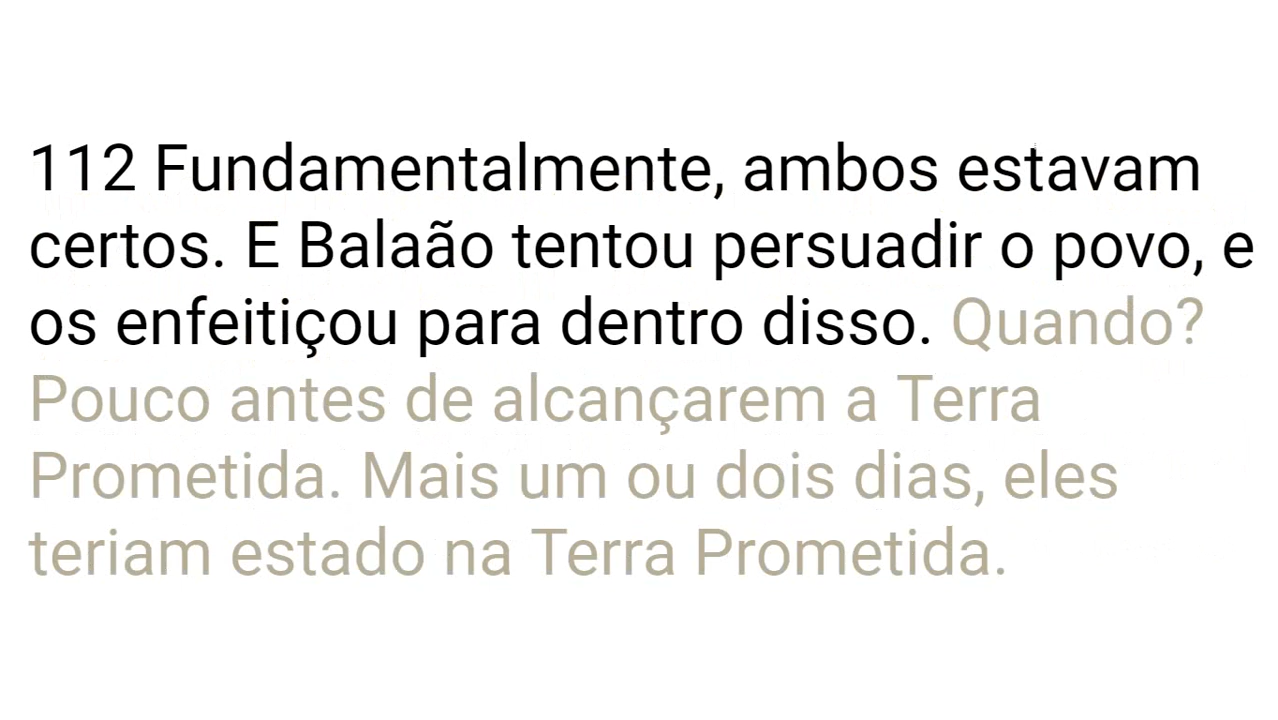 112 Fundamentalmente, ambos estavam
certos. E Balaão tentou persuadir o povo, e
os enfeitiçou para dentro disso. Quando?
Pouco antes de alcançarem a Terra
Prometida. Mais um ou dois dias, eles
teriam estado na Terra Prometida.